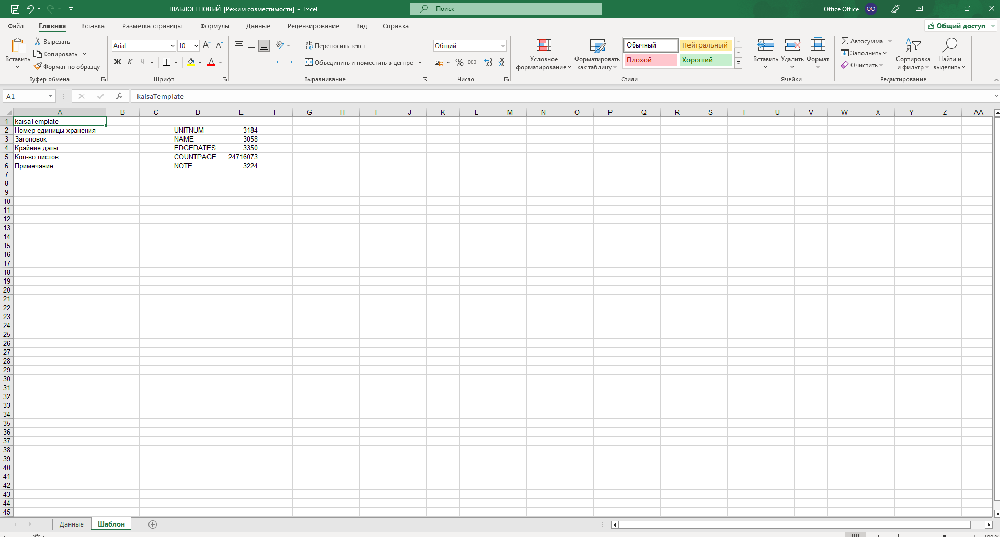 ШАБЛОН НОВЫЙ [Режим совместимости] - Excel
Поиск
Office Office
OO
Файл Главная Вставка Разметка страницы Формулы Данные Рецензирование Вид Справка
Общий доступ
Вставить
Вырезать
Копировать
Формат по образцу
Буфер обмена
Arial 10
Ж К Ч
Шрифт
Переносить текст
Объединить и поместить в центре
Выравнивание
Общий
% 000
Число
Условное форматирование
Форматировать как таблицу
Обычный Нейтральный
Плохой Хороший
Стили
Вставить Удалить Формат
Ячейки
Автосумма
Заполнить
Очистить
Сортировка и фильтр
Найти и выделить
Редактирование
A1 fx kaisaTemplate
A B C D E F G H I J K L M N O P Q R S T U V W X Y Z AA
1 kaisaTemplate
2 Номер единицы хранения UNITNUM 3184
3 Заголовок NAME 3058
4 Крайние даты EDGEDATES 3350
5 Кол-во листов COUNTPAGE 24716073
6 Примечание NOTE 3224
7
8
9
10
11
12
13
14
15
16
17
18
19
20
21
22
23
24
25
26
27
28
29
30
31
32
33
34
35
36
37
38
39
40
41
42
43
44
45
Данные Шаблон